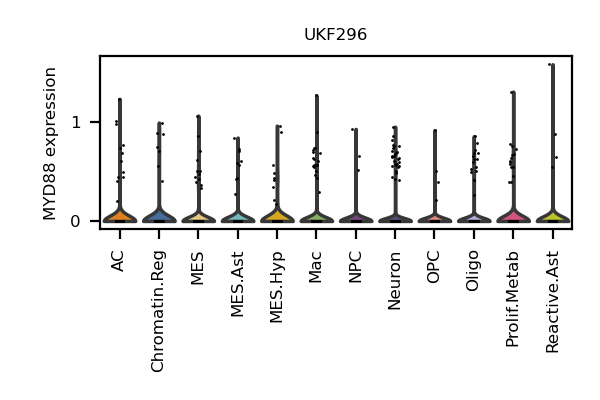 UKF296
MYD88 expression
1
0
AC
Chromatin.Reg
MES
MES.Ast
MES.Hyp
Mac
NPC
Neuron
OPC
Oligo
Prolif.Metab
Reactive.Ast